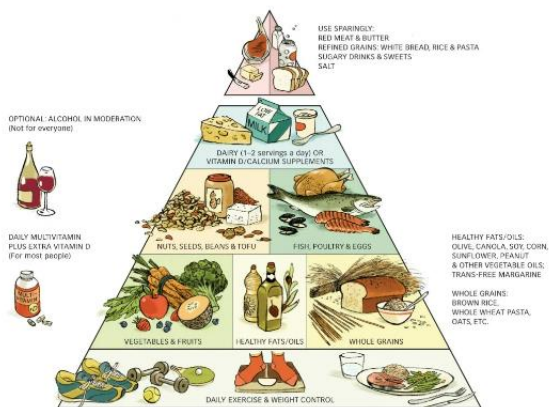 USE SPARINGLY:
RED MEAT & BUTTER
REFINED GRAINS: WHITE BREAD, RICE & PASTA
SUGARY DRINKS & SWEETS
SALT
OPTIONAL: ALCOHOL IN MODERATION
(Not for everyone)
LOW
FAT
MILK
DAIRY (1–2 servings a day) OR
VITAMIN D/CALCIUM SUPPLEMENTS
DAILY MULTIVITAMIN
PLUS EXTRA VITAMIN D
(For most people)
NUTS, SEEDS, BEANS & TOFU
FISH, POULTRY & EGGS
HEALTHY FATS/OILS:
OLIVE, CANOLA, SOY, CORN,
SUNFLOWER, PEANUT
& OTHER VEGETABLE OILS;
TRANS-FREE MARGARINE
WHOLE GRAINS:
BROWN RICE,
WHOLE WHEAT PASTA,
OATS, ETC.
VEGETABLES & FRUITS
HEALTHY FATS/OILS
WHOLE GRAINS
DAILY EXERCISE & WEIGHT CONTROL